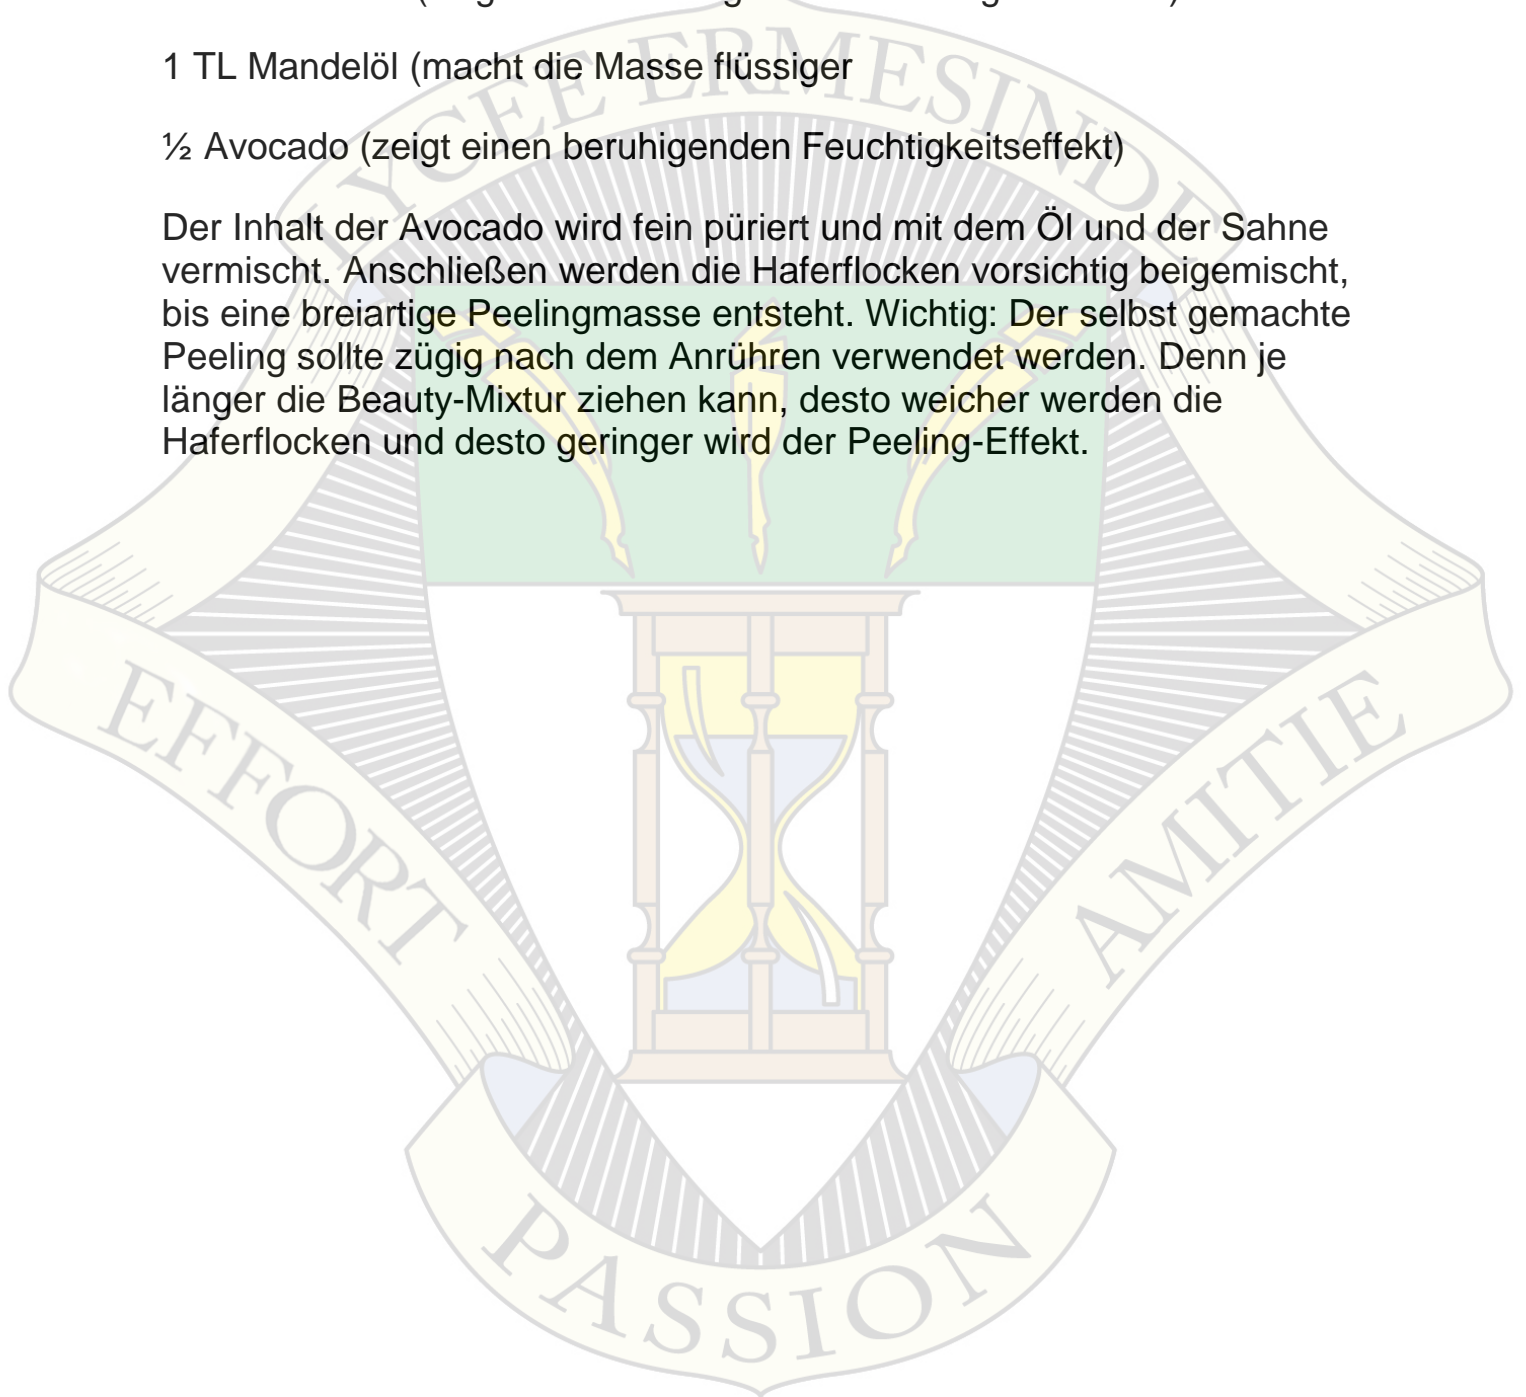 1 TL Mandelöl (macht die Masse flüssiger
½ Avocado (zeigt einen beruhigenden Feuchtigkeitseffekt)
Der Inhalt der Avocado wird fein püriert und mit dem Öl und der Sahne
vermischt. Anschließen werden die Haferflocken vorsichtig beigemischt,
bis eine breiartige Peelingmasse entsteht. Wichtig: Der selbst gemachte
Peeling sollte zügig nach dem Anrühren verwendet werden. Denn je
länger die Beauty-Mixtur ziehen kann, desto weicher werden die
Haferflocken und desto geringer wird der Peeling-Effekt.
LYCEE ERMESINDE
EFFORT
AMITIE
PASSION